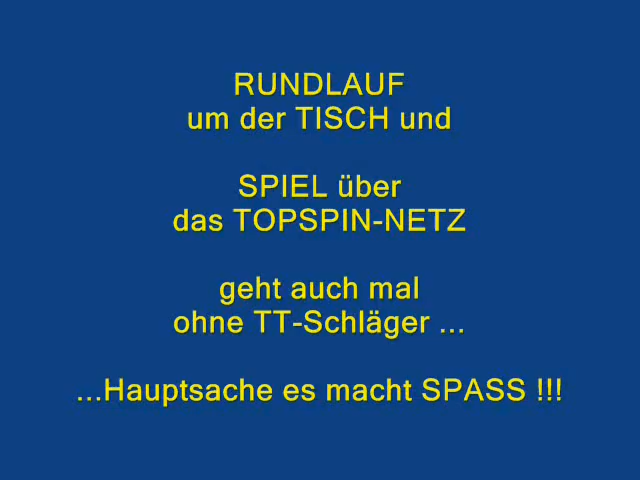 RUNDLAUF
um der TISCH und
SPIEL über
das TOPSPIN-NETZ
geht auch mal
ohne TT-Schläger ...
...Hauptsache es macht SPASS !!!